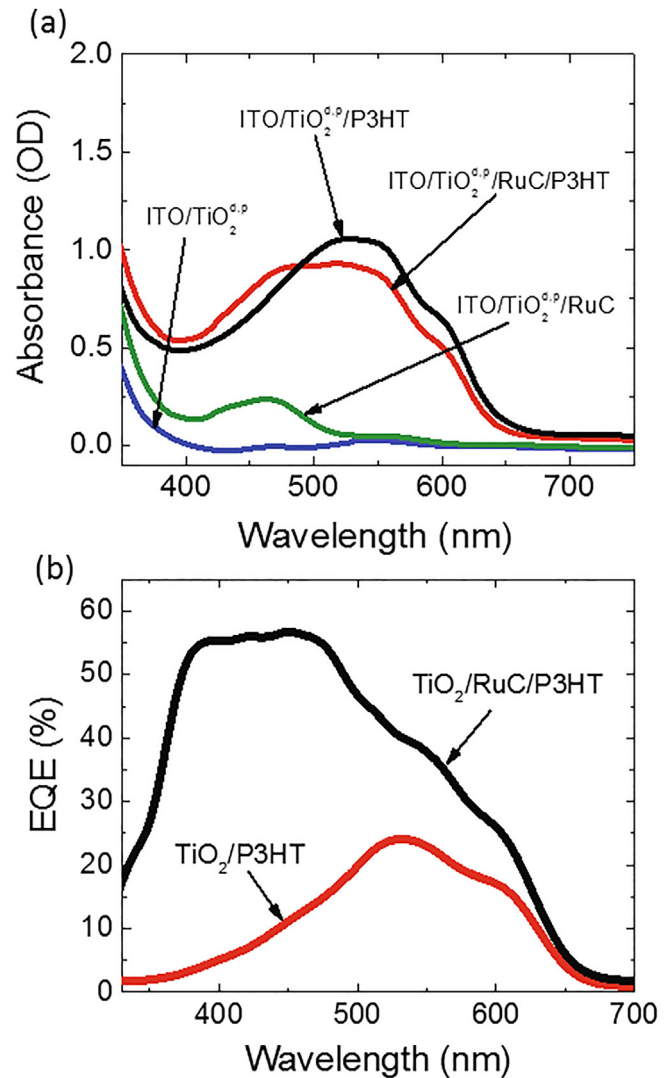 (a)
2.0
1.5
1.0
0.5
0.0
Absorbance (OD)
ITO/TiO₂ᵈ·ᵖ/P3HT
ITO/TiO₂ᵈ·ᵖ/RuC/P3HT
ITO/TiO₂ᵈ·ᵖ
ITO/TiO₂ᵈ·ᵖ/RuC
400 500 600 700
Wavelength (nm)
(b)
60
50
40
30
20
10
0
EQE (%)
TiO₂/RuC/P3HT
TiO₂/P3HT
400 500 600 700
Wavelength (nm)